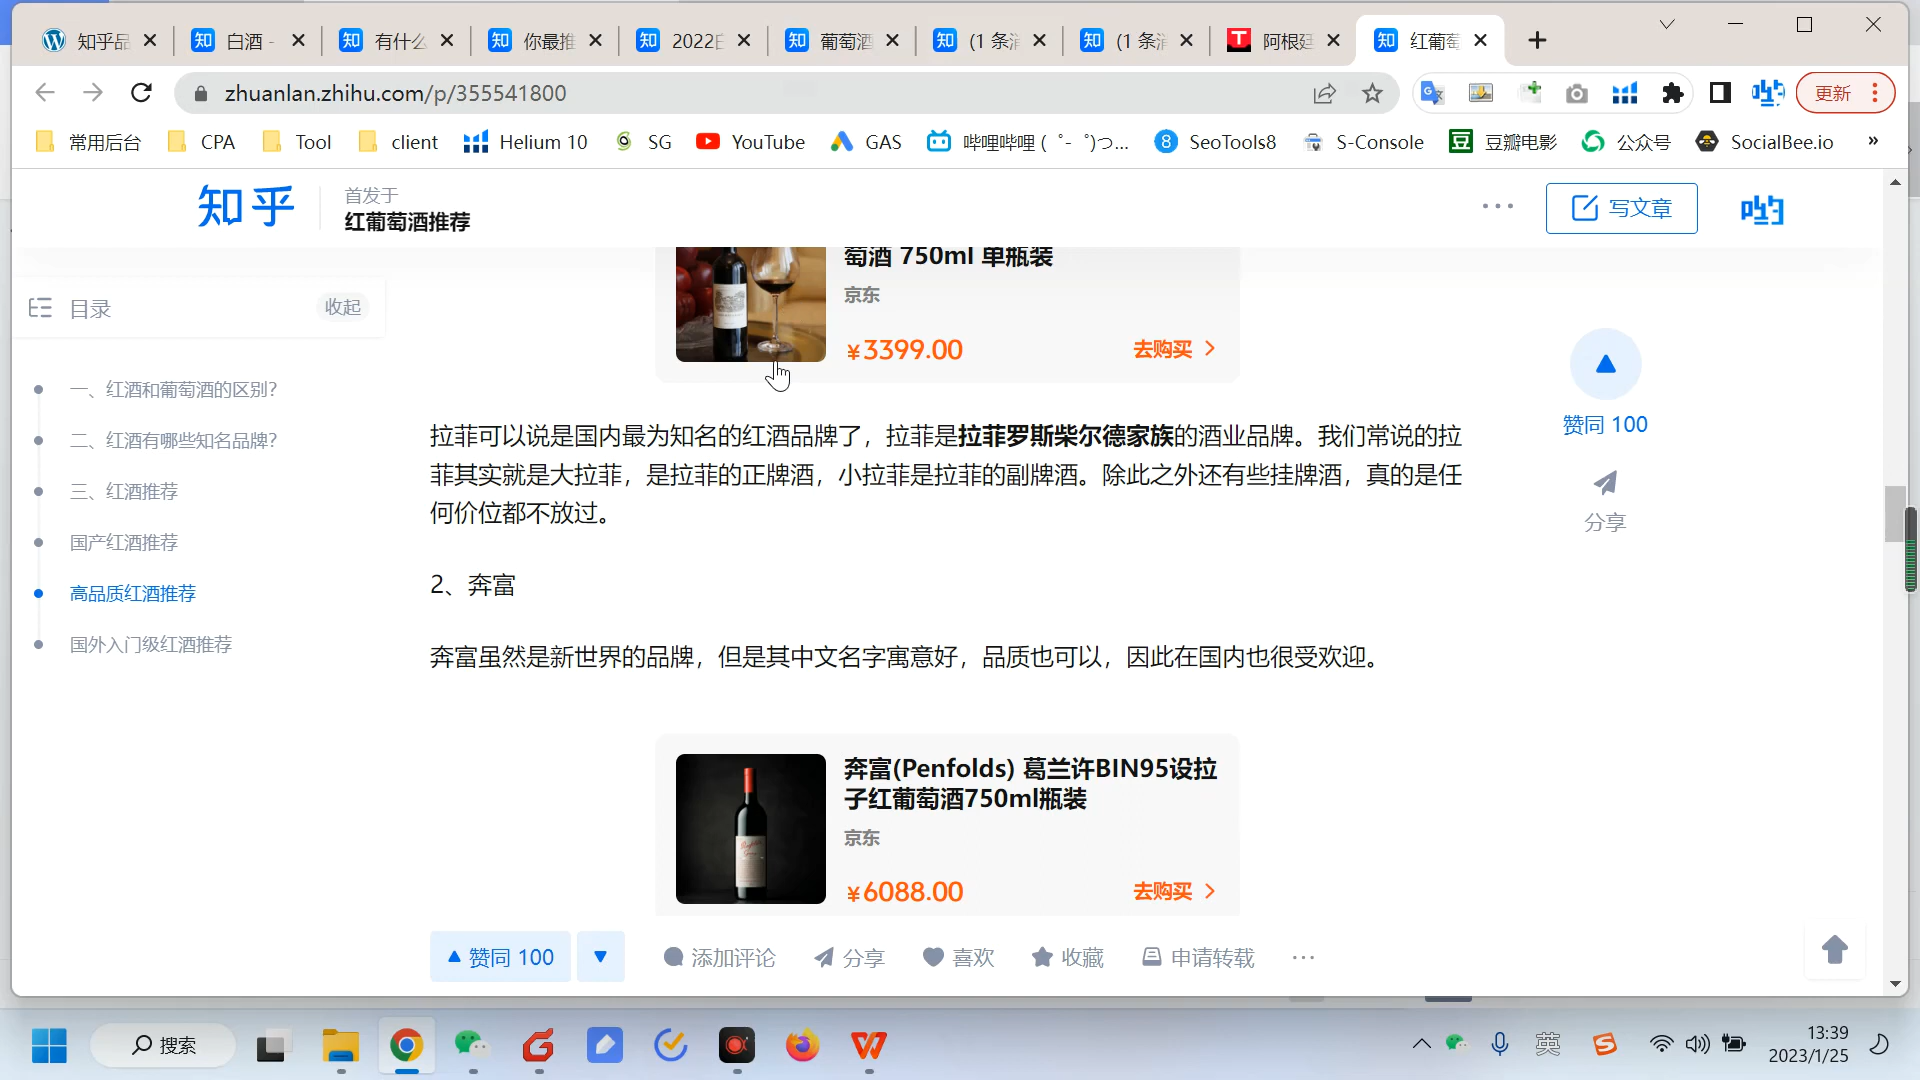 知乎品
白酒 -
有什么
你最推
2022白
葡萄酒
(1 条消
(1 条消
阿根廷
红葡萄
zhuanlan.zhihu.com/p/355541800
更新
常用后台
CPA
Tool
client
Helium 10
SG
YouTube
GAS
哔哩哔哩 ( ゜- ゜)つ...
SeoTools8
S-Console
豆瓣电影
公众号
SocialBee.io
»
知乎
首发于
红葡萄酒推荐
写文章
目录
收起
一、红酒和葡萄酒的区别?
二、红酒有哪些知名品牌?
三、红酒推荐
国产红酒推荐
高品质红酒推荐
国外入门级红酒推荐
萄酒 750ml 单瓶装
京东
¥3399.00
去购买
拉菲可以说是国内最为知名的红酒品牌了，拉菲是拉菲罗斯柴尔德家族的酒业品牌。我们常说的拉
菲其实就是大拉菲，是拉菲的正牌酒，小拉菲是拉菲的副牌酒。除此之外还有些挂牌酒，真的是任
何价位都不放过。
2、奔富
奔富虽然是新世界的品牌，但是其中文名字寓意好，品质也可以，因此在国内也很受欢迎。
奔富(Penfolds) 葛兰许BIN95设拉
子红葡萄酒750ml瓶装
京东
¥6088.00
去购买
赞同 100
分享
赞同 100
添加评论
分享
喜欢
收藏
申请转载
搜索
英
13:39
2023/1/25